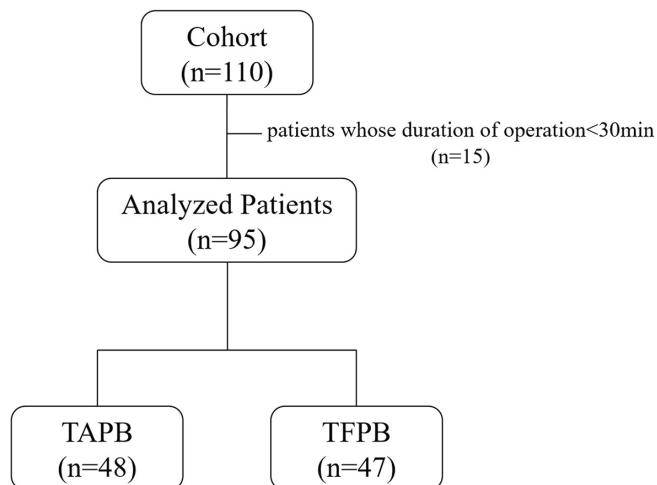 Cohort
(n=110)
patients whose duration of operation<30min
(n=15)
Analyzed Patients
(n=95)
TAPB
(n=48)
TFPB
(n=47)